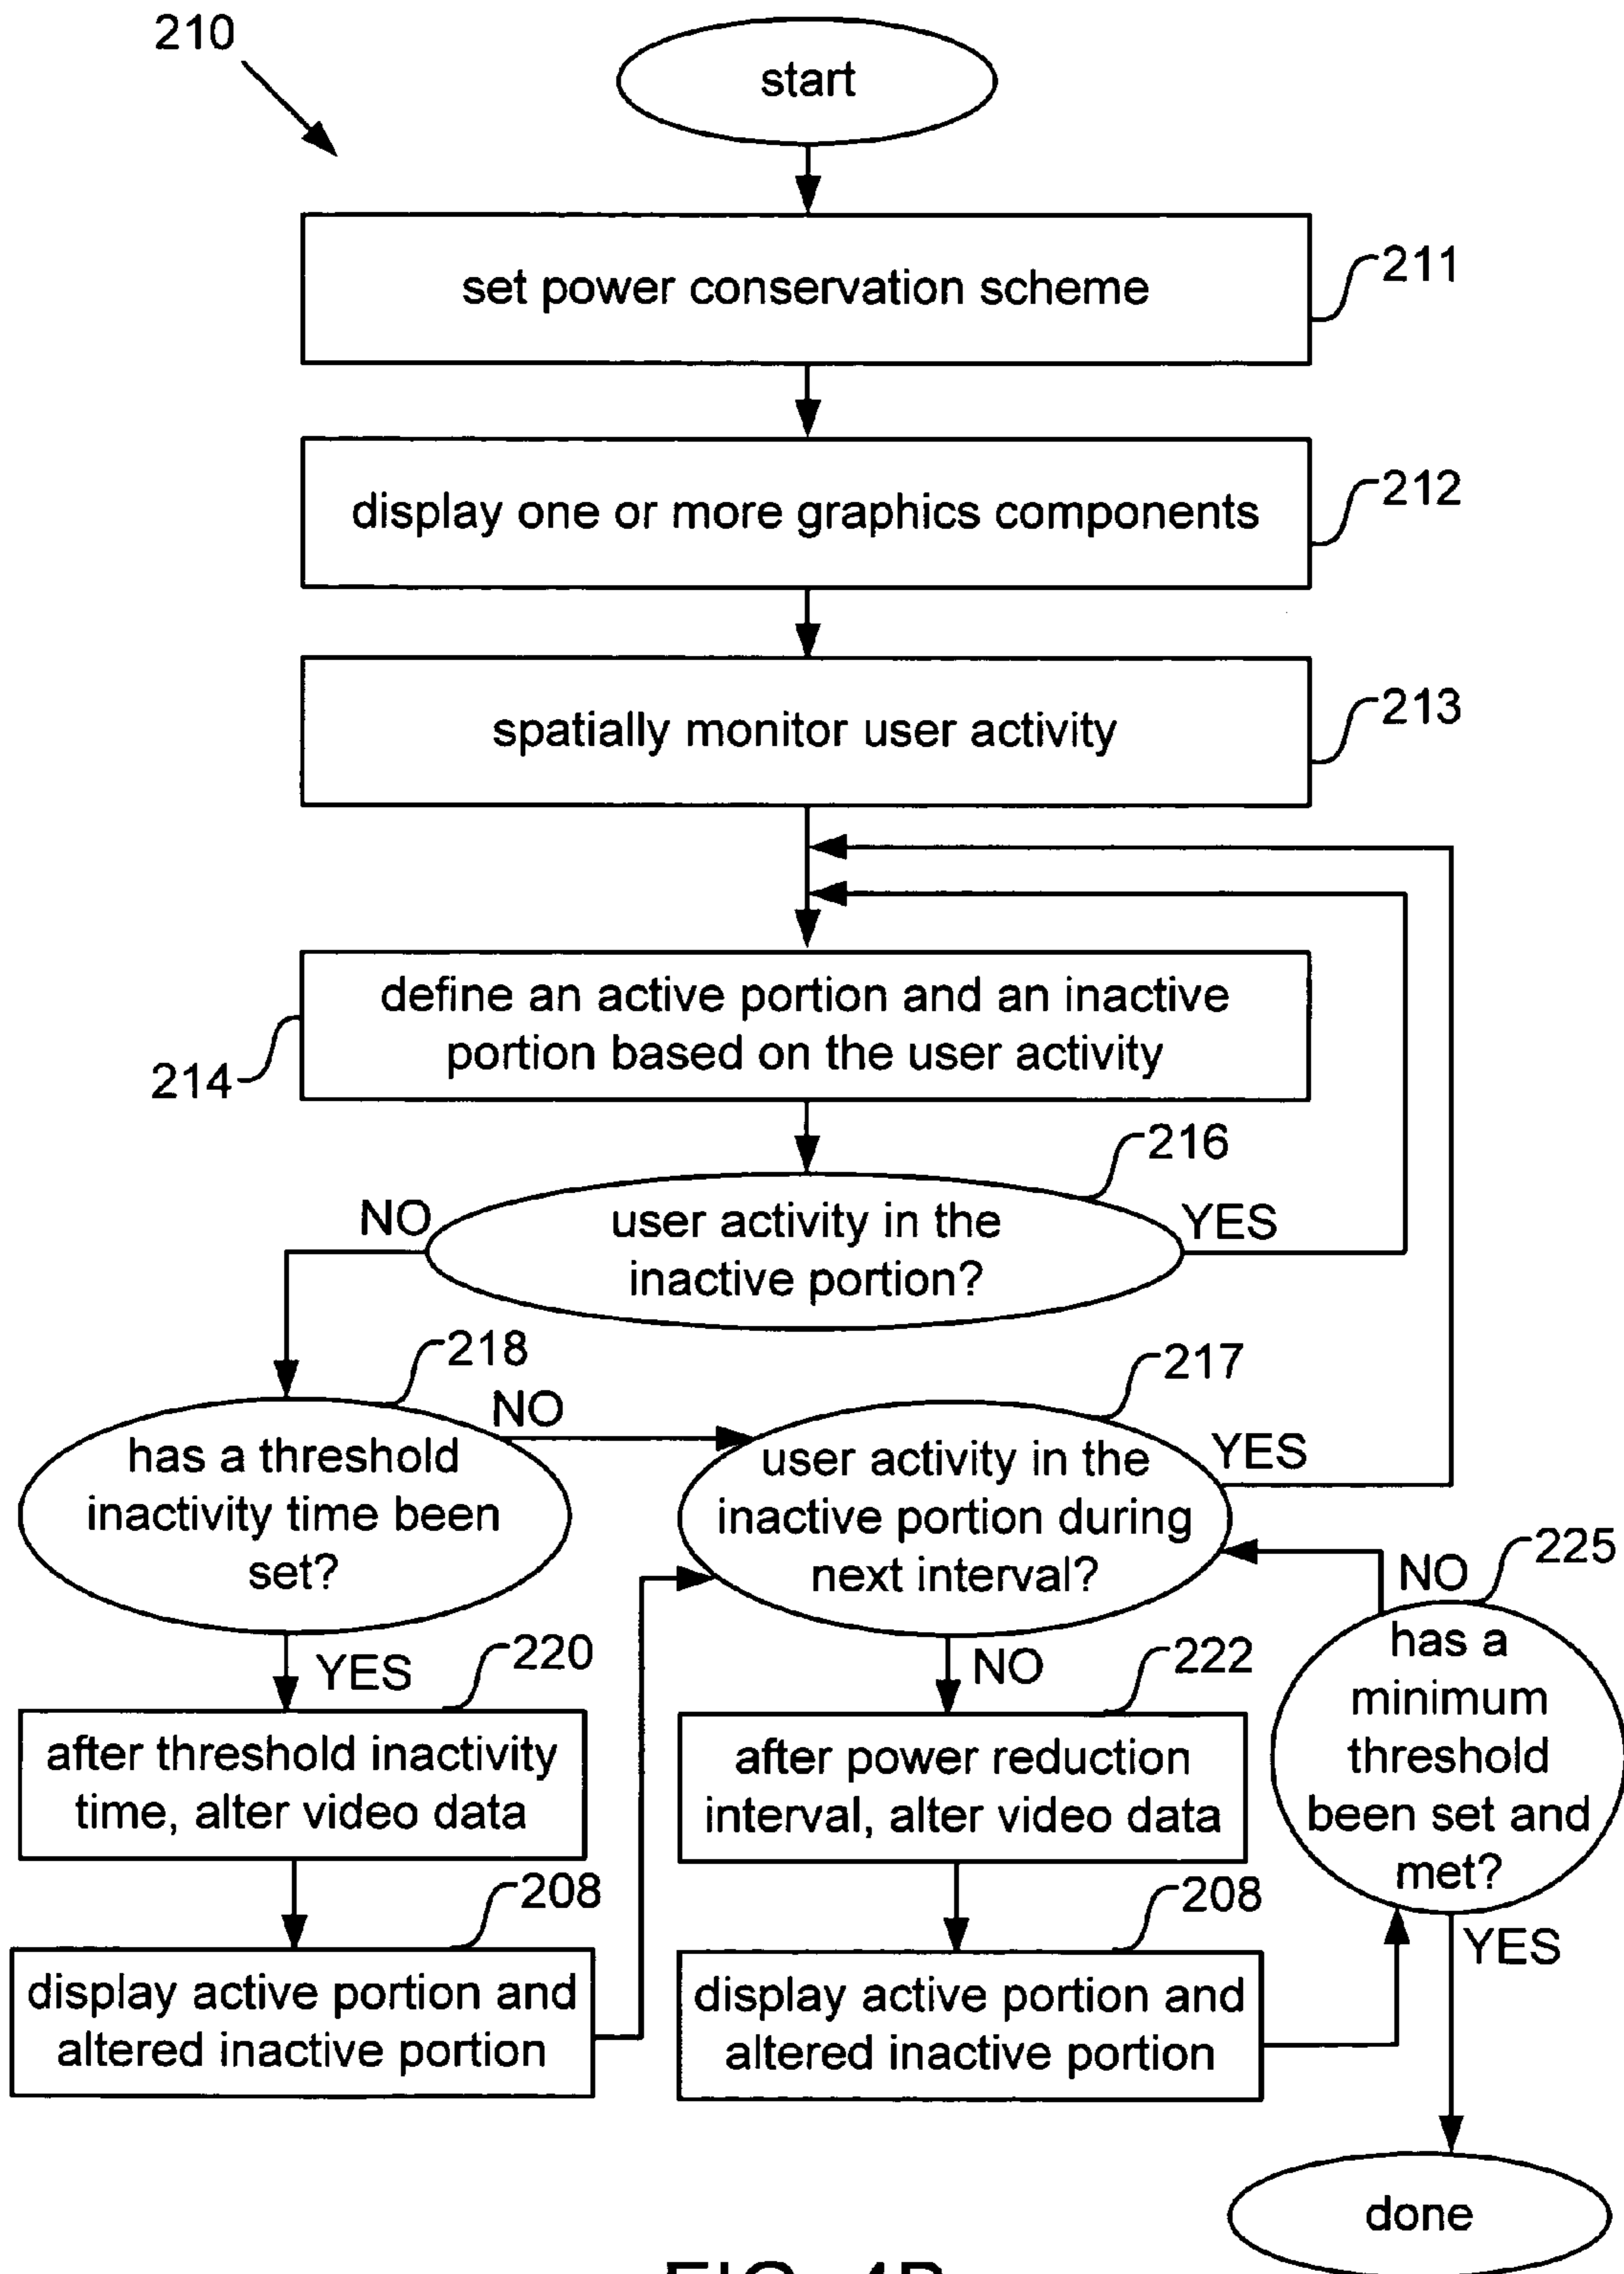 210
start
set power conservation scheme
211
display one or more graphics components
212
spatially monitor user activity
213
define an active portion and an inactive
portion based on the user activity
214
216
NO
user activity in the
inactive portion?
YES
218
217
NO
has a threshold
inactivity time been
set?
user activity in the
inactive portion during
next interval?
YES
225
NO
has a
minimum
threshold
been set and
met?
YES
220
NO
222
after threshold inactivity
time, alter video data
after power reduction
interval, alter video data
208
208
YES
display active portion and
altered inactive portion
display active portion and
altered inactive portion
done
FIG. 4B